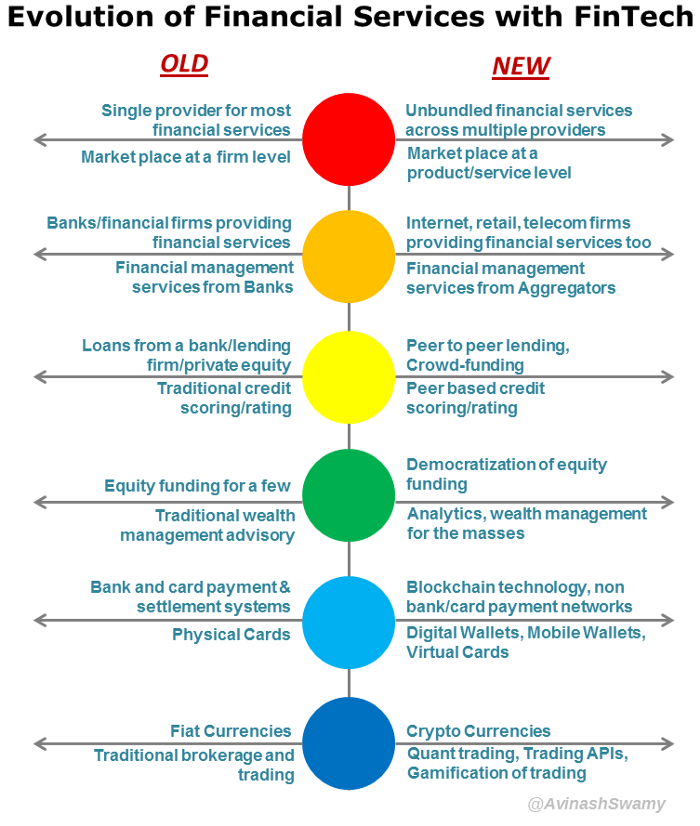 Evolution of Financial Services with FinTech
OLD
NEW
Single provider for most
financial services
Market place at a firm level
Unbundled financial services
across multiple providers
Market place at a
product/service level
Banks/financial firms providing
financial services
Financial management
services from Banks
Internet, retail, telecom firms
providing financial services too
Financial management
services from Aggregators
Loans from a bank/lending
firm/private equity
Traditional credit
scoring/rating
Peer to peer lending,
Crowd-funding
Peer based credit
scoring/rating
Equity funding for a few
Traditional wealth
management advisory
Democratization of equity
funding
Analytics, wealth management
for the masses
Bank and card payment &
settlement systems
Physical Cards
Blockchain technology, non
bank/card payment networks
Digital Wallets, Mobile Wallets,
Virtual Cards
Fiat Currencies
Traditional brokerage and
trading
Crypto Currencies
Quant trading, Trading APIs,
Gamification of trading
@AvinashSwamy